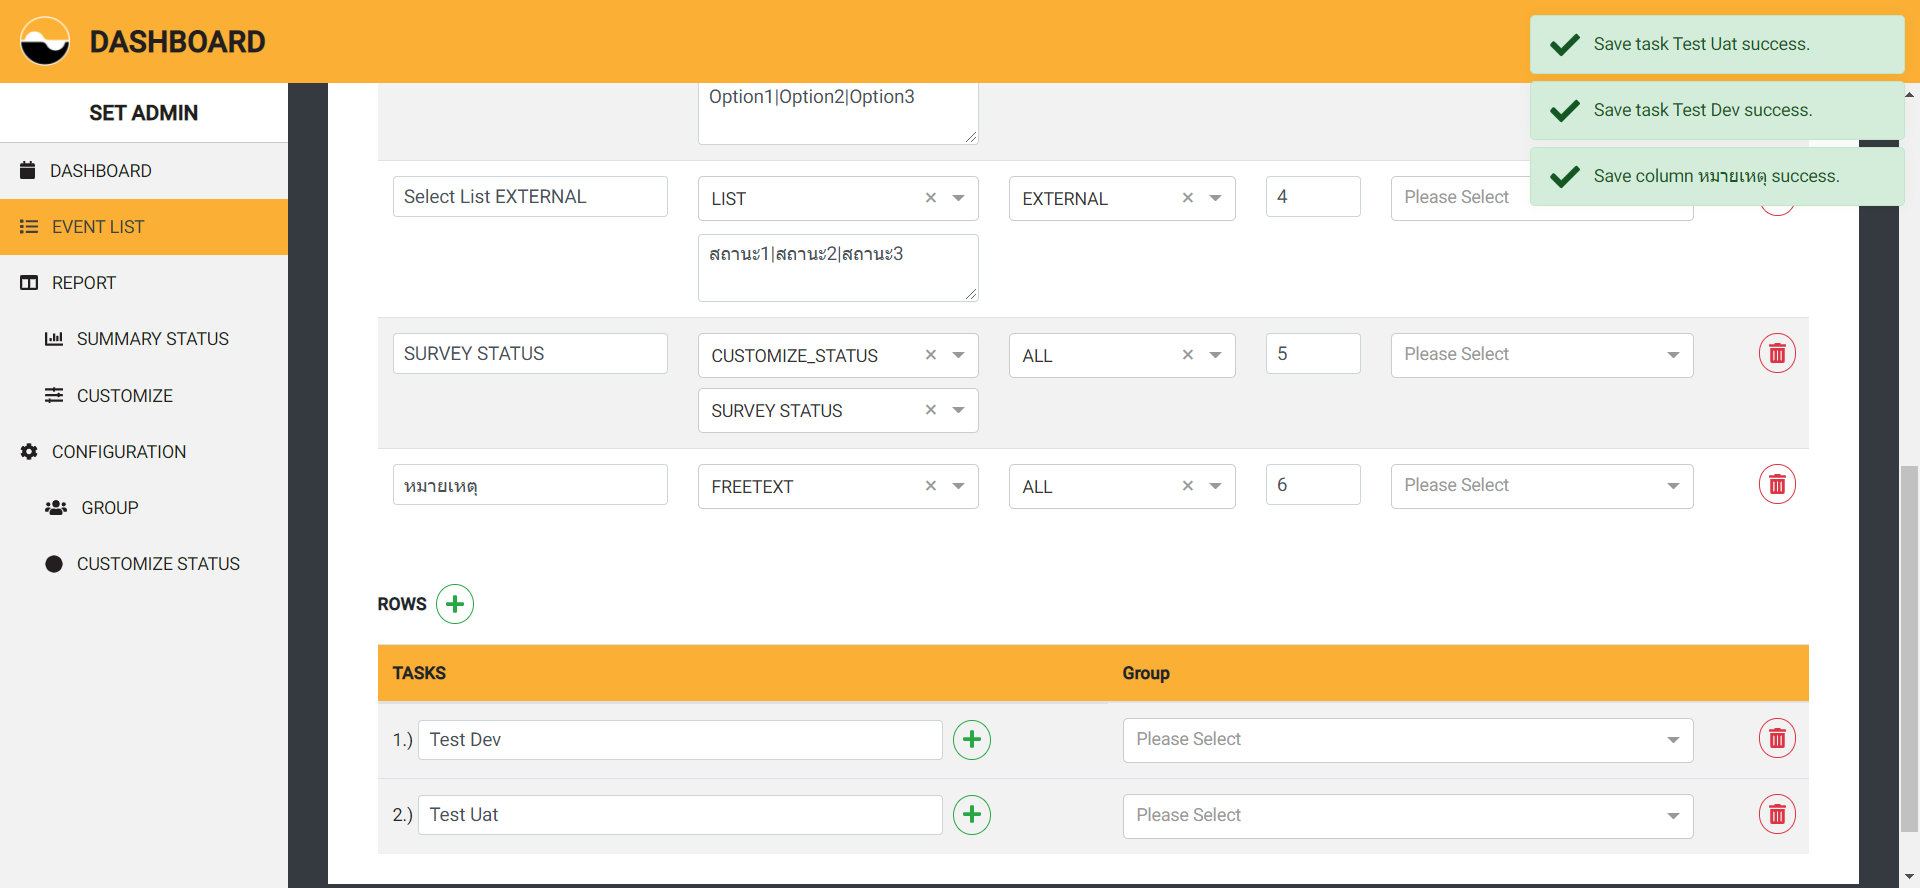 DASHBOARD
Save task Test Uat success.
Save task Test Dev success.
Save column หมายเหตุ success.
SET ADMIN
DASHBOARD
EVENT LIST
REPORT
SUMMARY STATUS
CUSTOMIZE
CONFIGURATION
GROUP
CUSTOMIZE STATUS
Option1|Option2|Option3
Select List EXTERNAL
LIST
EXTERNAL
4
Please Select
สถานะ1|สถานะ2|สถานะ3
SURVEY STATUS
CUSTOMIZE_STATUS
ALL
5
Please Select
SURVEY STATUS
หมายเหตุ
FREETEXT
ALL
6
Please Select
ROWS
TASKS
Group
1.) Test Dev
Please Select
2.) Test Uat
Please Select